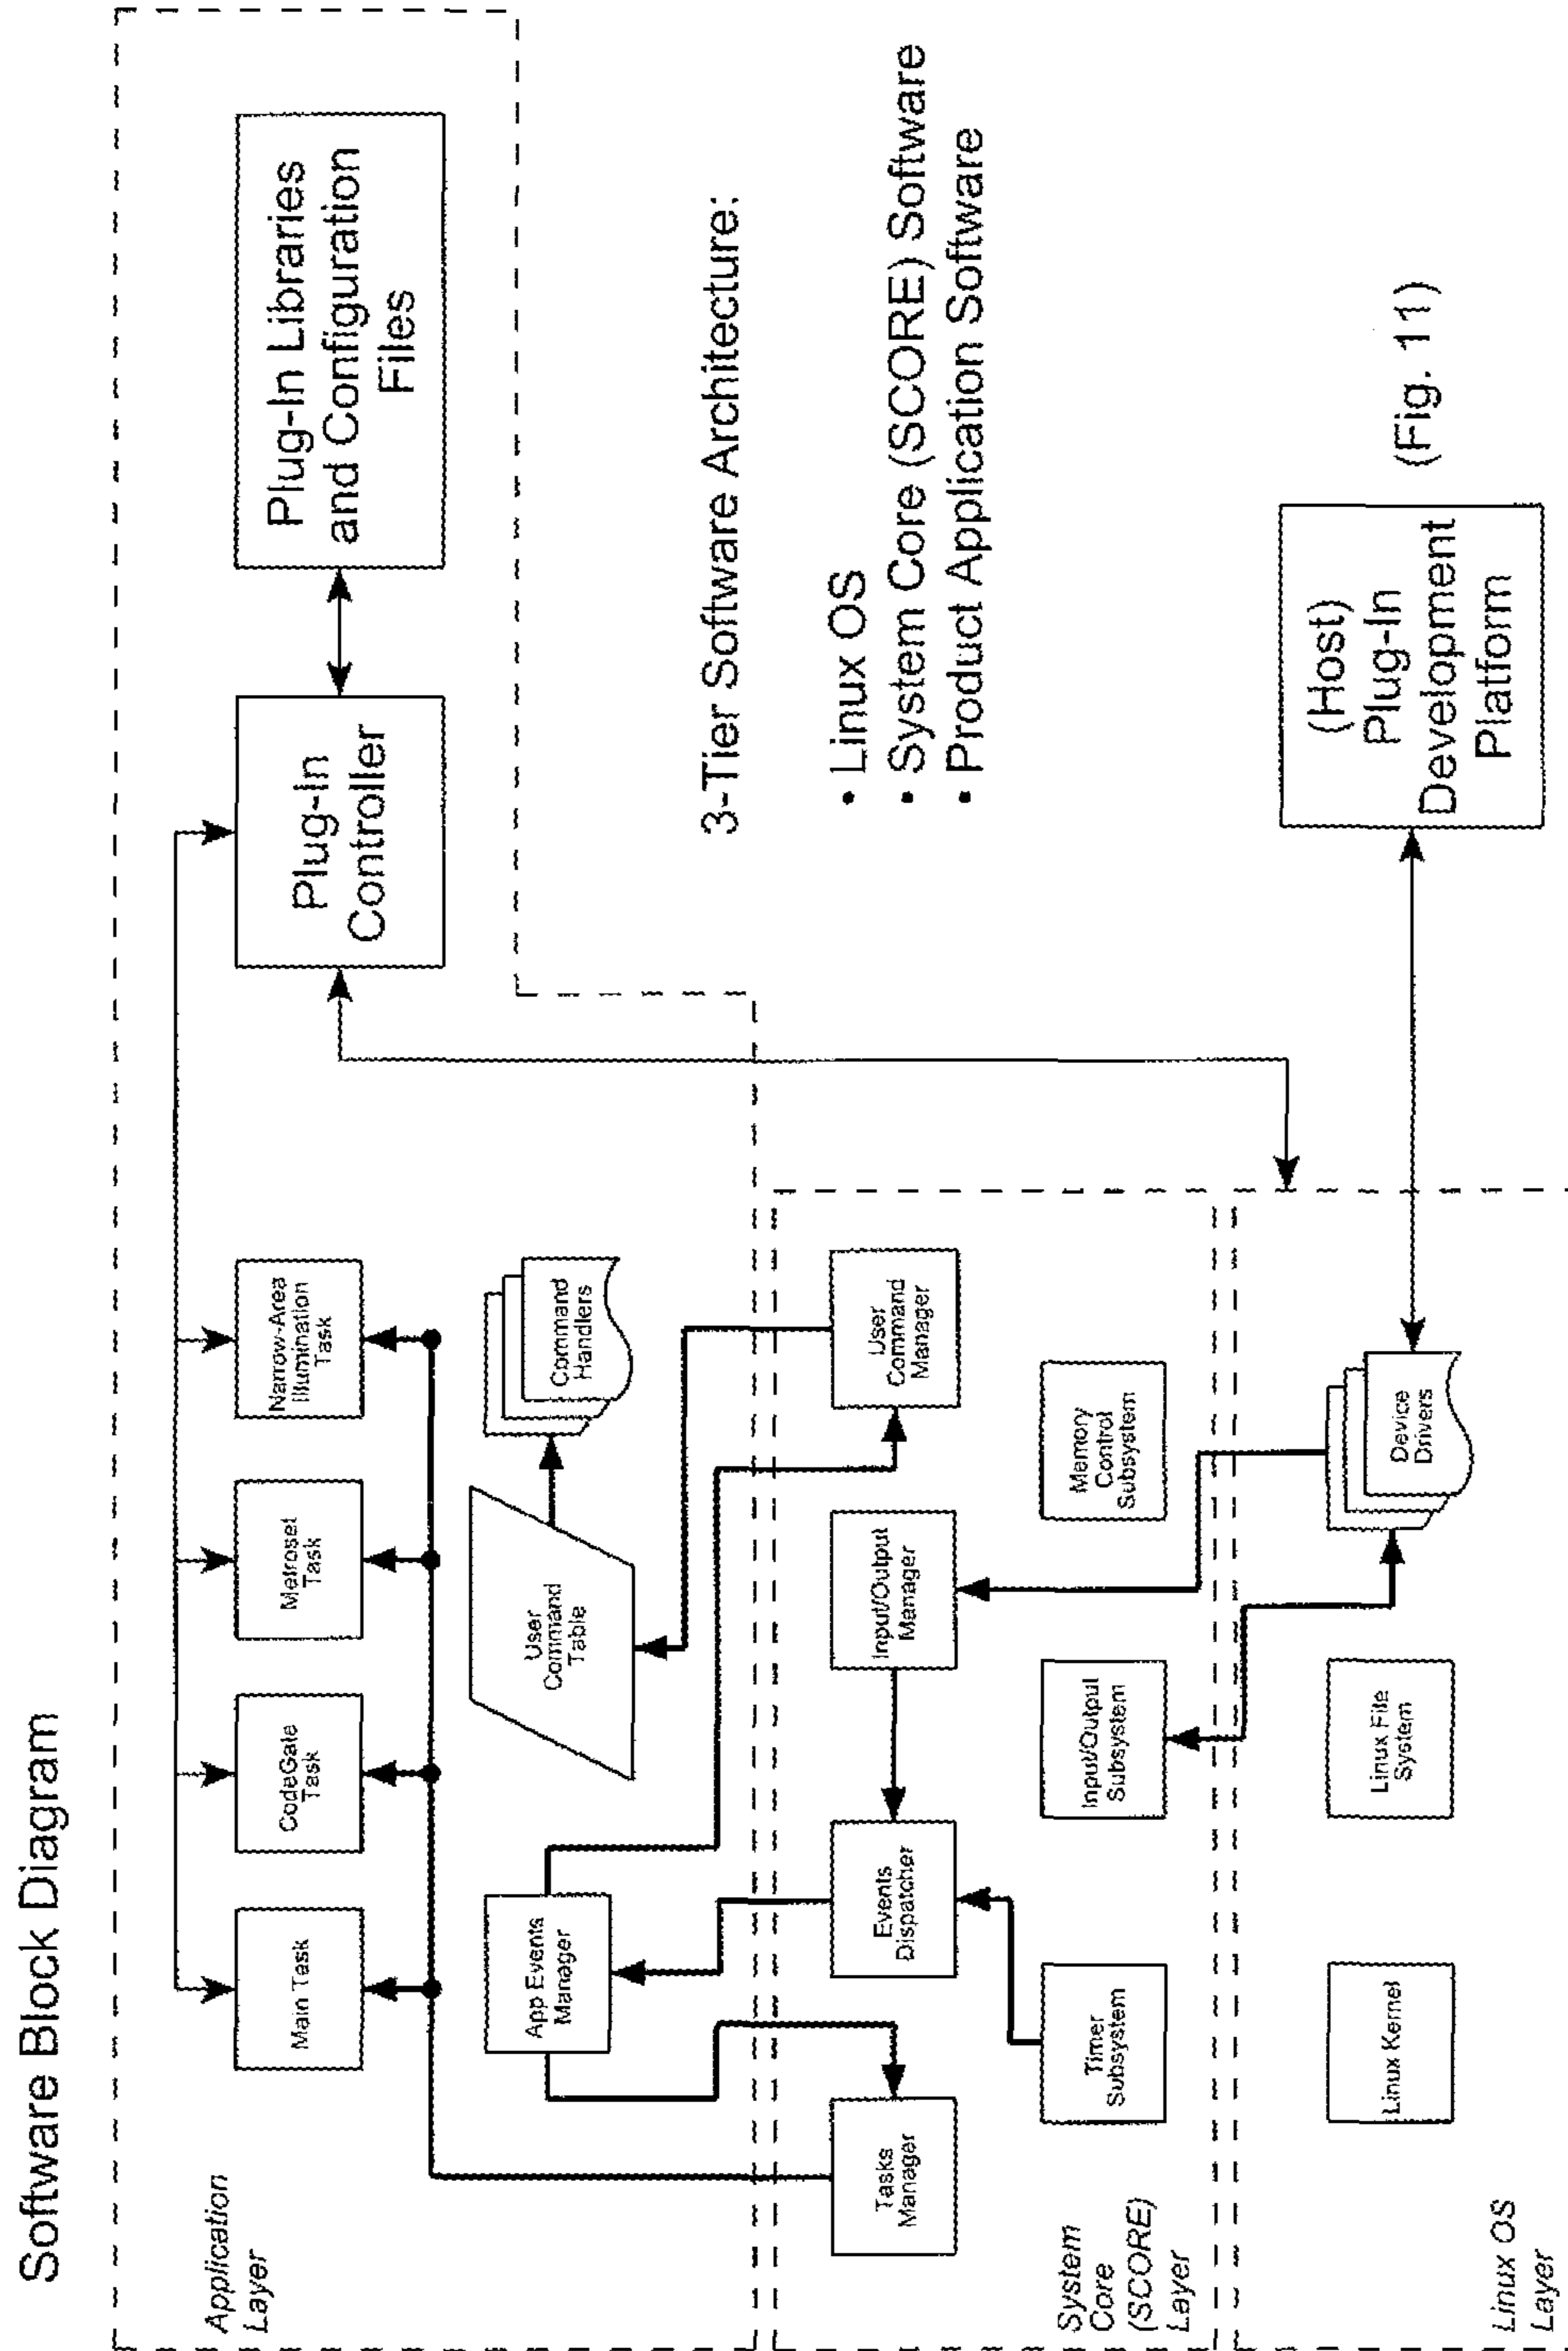 Software Block Diagram
Application
Layer
Main Task
CodeGate
Task
Metroset
Task
Narrow-Area
Illumination
Task
Plug-In
Controller
Plug-In Libraries
and Configuration
Files
App Events
Manager
User
Command
Table
Command
Handlers
3-Tier Software Architecture:
• Linux OS
• System Core (SCORE) Software
• Product Application Software
Tasks
Manager
Events
Dispatcher
Input/Output
Manager
User
Command
Manager
System
Core
(SCORE)
Layer
Timer
Subsystem
Input/Output
Subsystem
Memory
Control
Subsystem
Linux OS
Layer
Linux Kernel
Linux File
System
Device
Drivers
(Host)
Plug-In
Development
Platform
(Fig. 11)